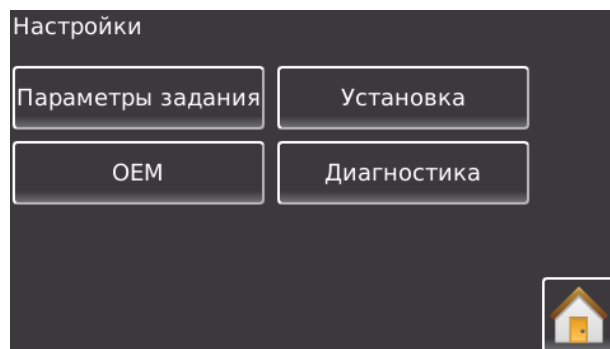 Настройки
Параметры задания
Установка
OEM
Диагностика